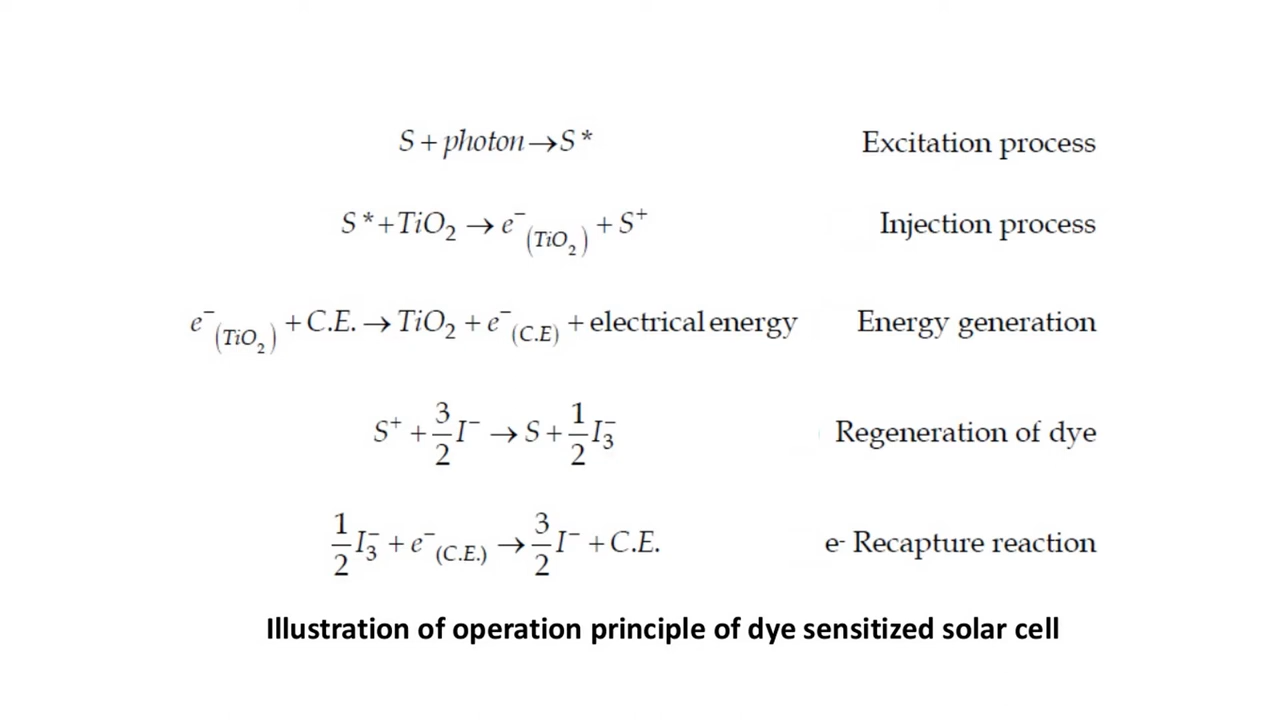 S + photon → S* Excitation process
S* + TiO₂ → e⁻(TiO₂) + S⁺ Injection process
e⁻(TiO₂) + C.E. → TiO₂ + e⁻(C.E) + electrical energy Energy generation
S⁺ + 3/2 I⁻ → S + 1/2 I₃⁻ Regeneration of dye
1/2 I₃⁻ + e⁻(C.E.) → 3/2 I⁻ + C.E. e- Recapture reaction
Illustration of operation principle of dye sensitized solar cell